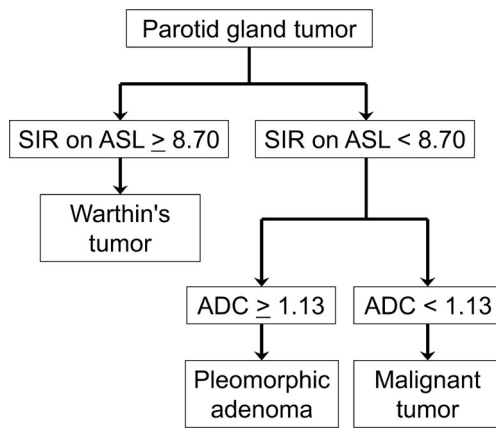 Parotid gland tumor
SIR on ASL ≥ 8.70
SIR on ASL < 8.70
Warthin's
tumor
ADC ≥ 1.13
ADC < 1.13
Pleomorphic
adenoma
Malignant
tumor